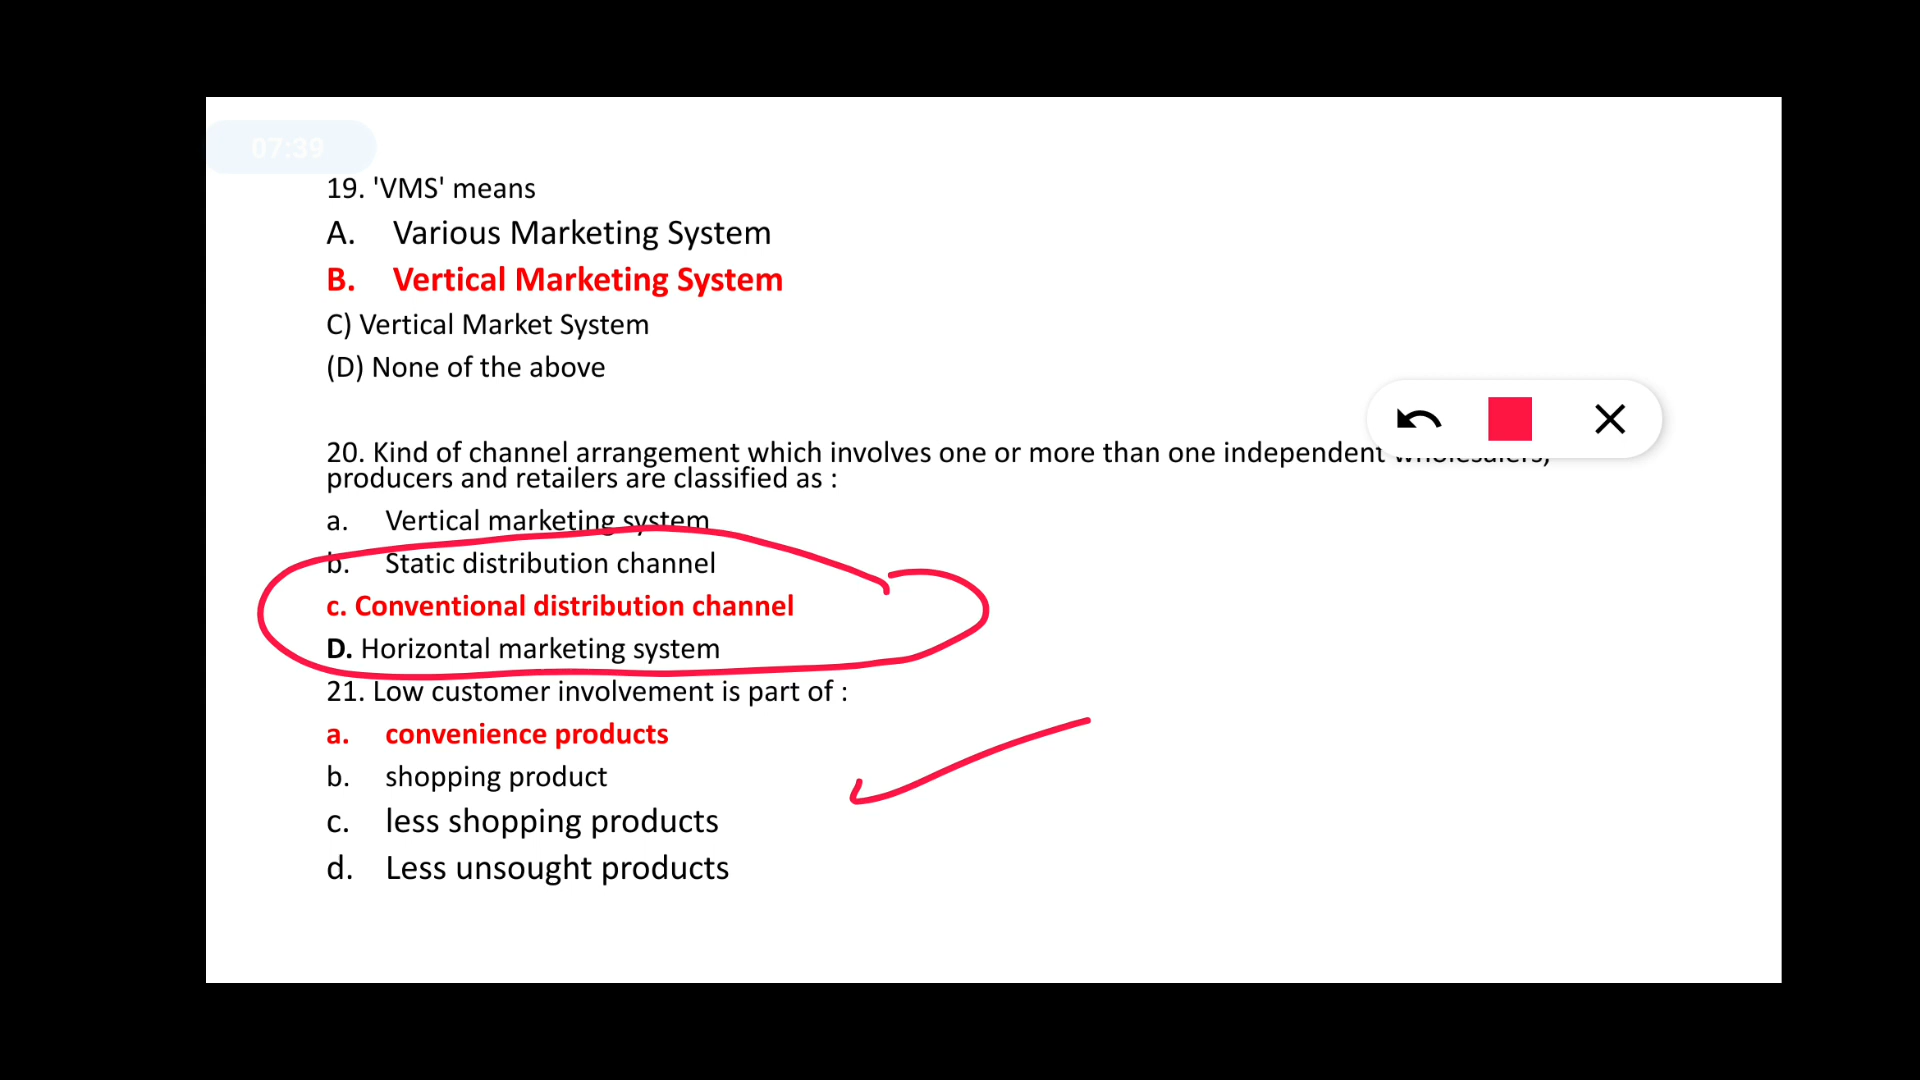 07:39
19. 'VMS' means
A. Various Marketing System
B. Vertical Marketing System
C) Vertical Market System
(D) None of the above
20. Kind of channel arrangement which involves one or more than one independent
producers and retailers are classified as :
a. Vertical marketing system
b. Static distribution channel
c. Conventional distribution channel
D. Horizontal marketing system
21. Low customer involvement is part of :
a. convenience products
b. shopping product
c. less shopping products
d. Less unsought products